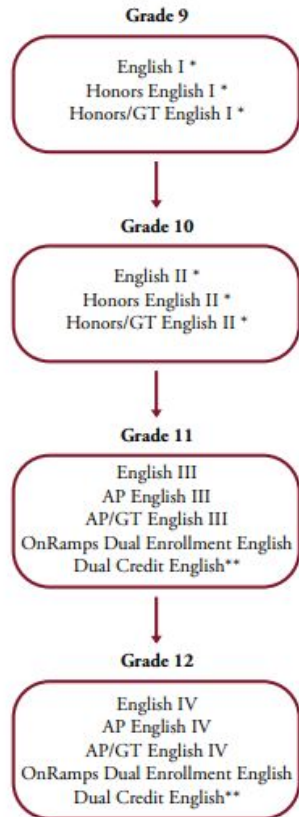 Grade 9
English I *
Honors English I *
Honors/GT English I *
Grade 10
English II *
Honors English II *
Honors/GT English II *
Grade 11
English III
AP English III
AP/GT English III
OnRamps Dual Enrollment English
Dual Credit English**
Grade 12
English IV
AP English IV
AP/GT English IV
OnRamps Dual Enrollment English
Dual Credit English**